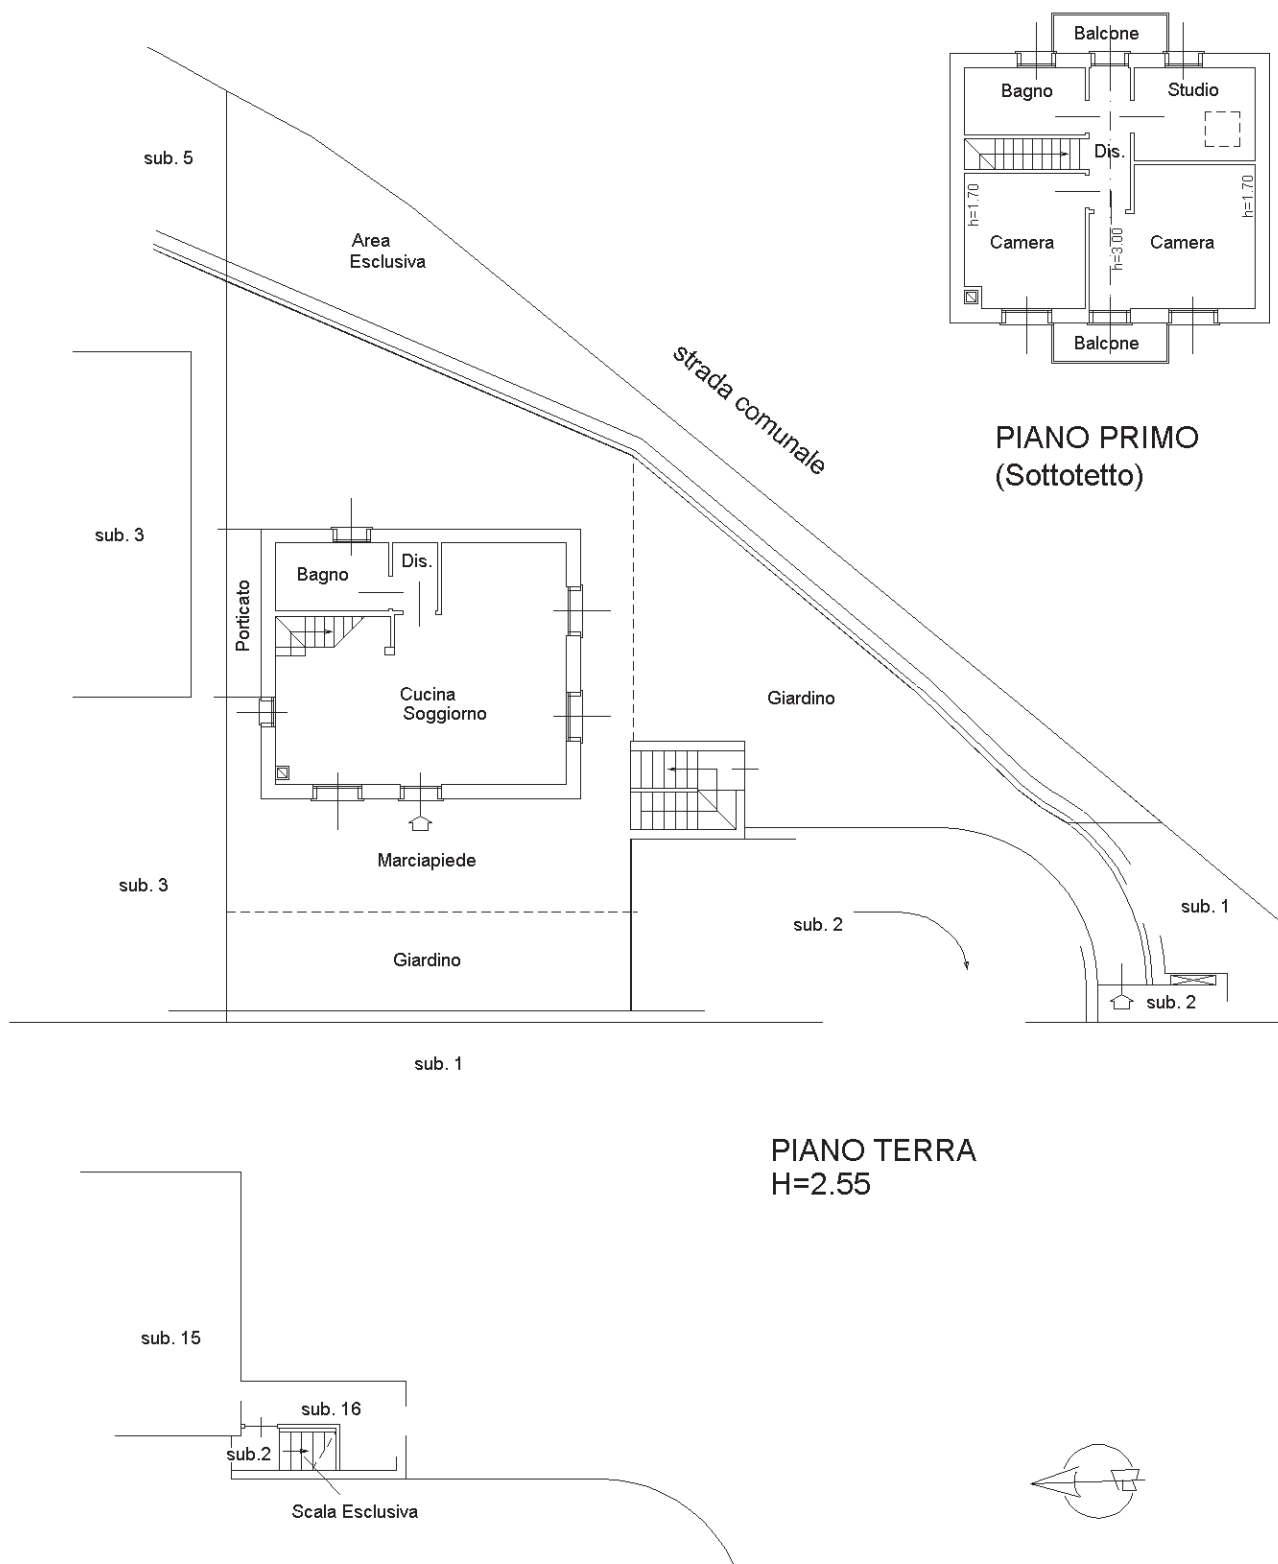 Balcone
Bagno
Studio
Dis.
h=1.70
h=1.70
Camera
h=3.00
Camera
Balcone
PIANO PRIMO
(Sottotetto)
sub. 5
Area
Esclusiva
strada comunale
sub. 3
Bagno
Dis.
Porticato
Cucina
Soggiorno
Giardino
Marciapiede
sub. 3
sub. 2
sub. 1
Giardino
sub. 2
sub. 1
PIANO TERRA
H=2.55
sub. 15
sub. 16
sub.2
Scala Esclusiva